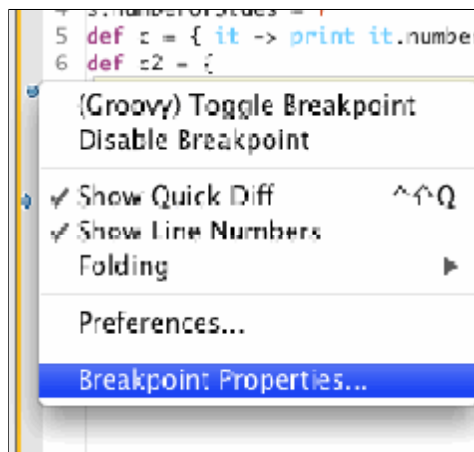 5 def c = { it -> print it.number
6 def c2 = {
(Groovy) Toggle Breakpoint
Disable Breakpoint
✓ Show Quick Diff ^⇧Q
✓ Show Line Numbers
Folding ▶
Preferences...
Breakpoint Properties...